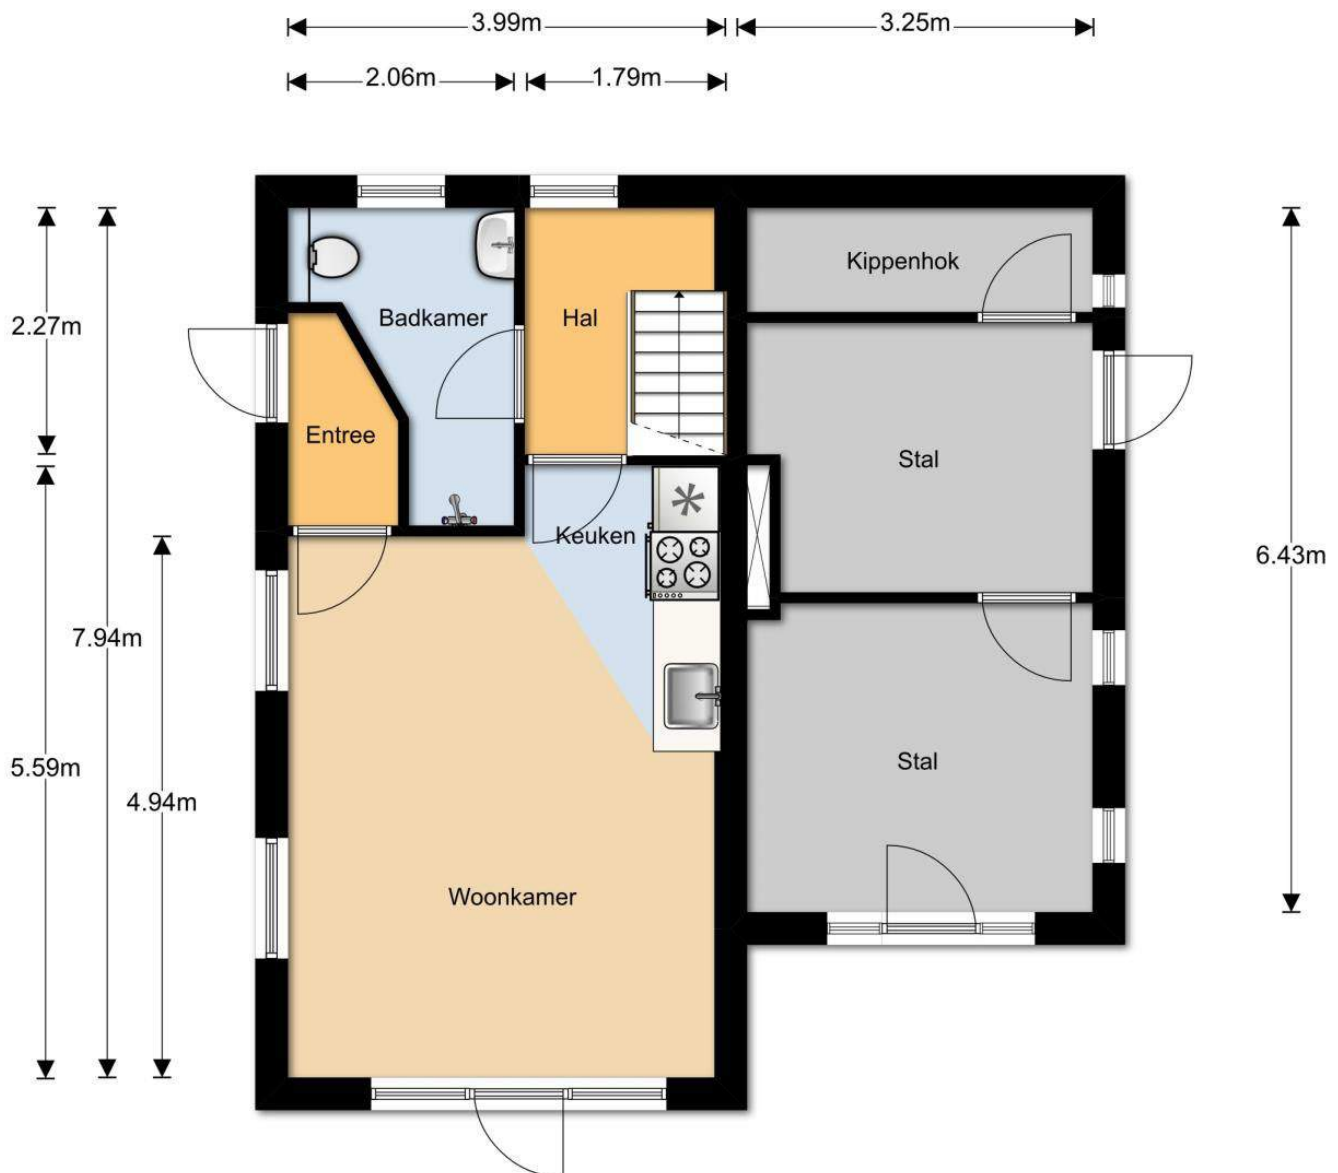 3.99m
3.25m
2.06m
1.79m
Kippenhok
Badkamer
Hal
2.27m
Entree
Stal
Keuken
6.43m
7.94m
5.59m
Stal
4.94m
Woonkamer